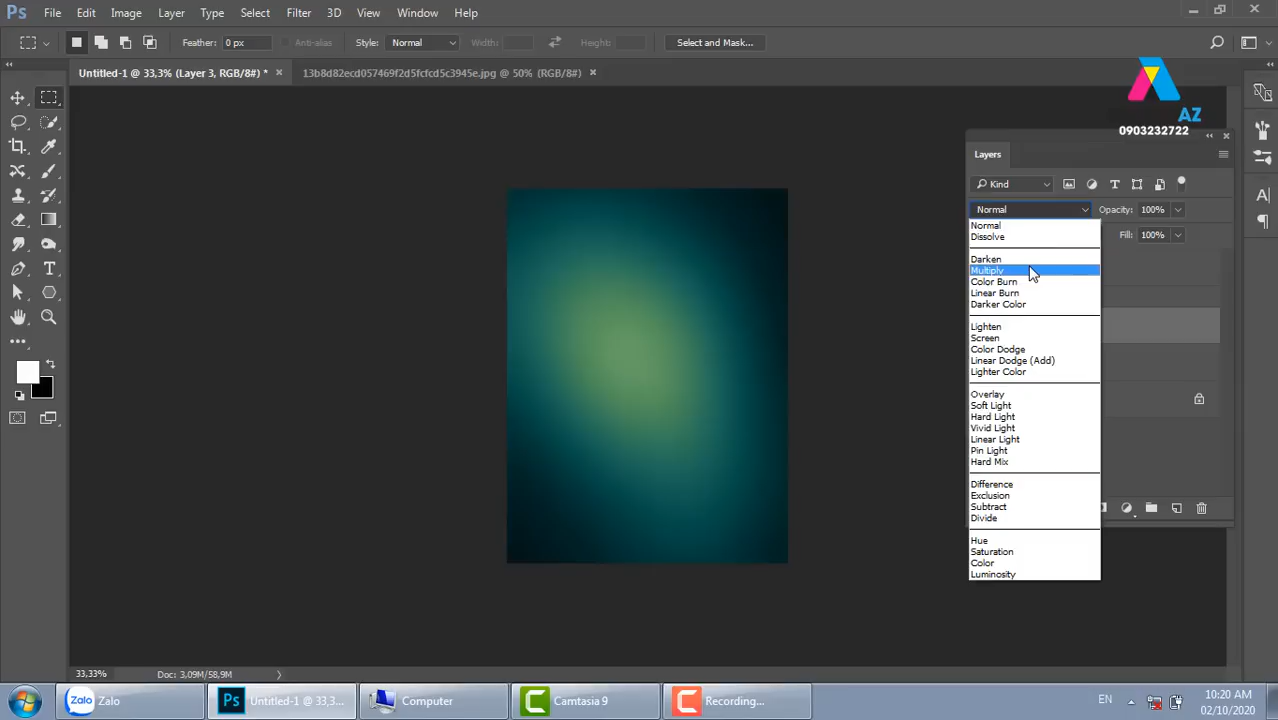 Ps File Edit Image Layer Type Select Filter 3D View Window Help
Feather: 0 px Anti-alias Style: Normal Width: Height: Select and Mask...
Untitled-1 @ 33,3% (Layer 3, RGB/8#) * × 13b8d82ecd057469f2d5fcfcd5c3945e.jpg @ 50% (RGB/8#) ×
AZ
0903232722
Layers
Kind
Normal Opacity: 100%
Normal
Fill: 100%
Dissolve
Darken
Multiply
Color Burn
Linear Burn
Darker Color
Lighten
Screen
Color Dodge
Linear Dodge (Add)
Lighter Color
Overlay
Soft Light
Hard Light
Vivid Light
Linear Light
Pin Light
Hard Mix
Difference
Exclusion
Subtract
Divide
Hue
Saturation
Color
Luminosity
33,33% Doc: 3,09M/58,9M
Zalo Zalo Ps Untitled-1 @ 33,3... Computer C Camtasia 9 C Recording... EN 10:20 AM
02/10/2020